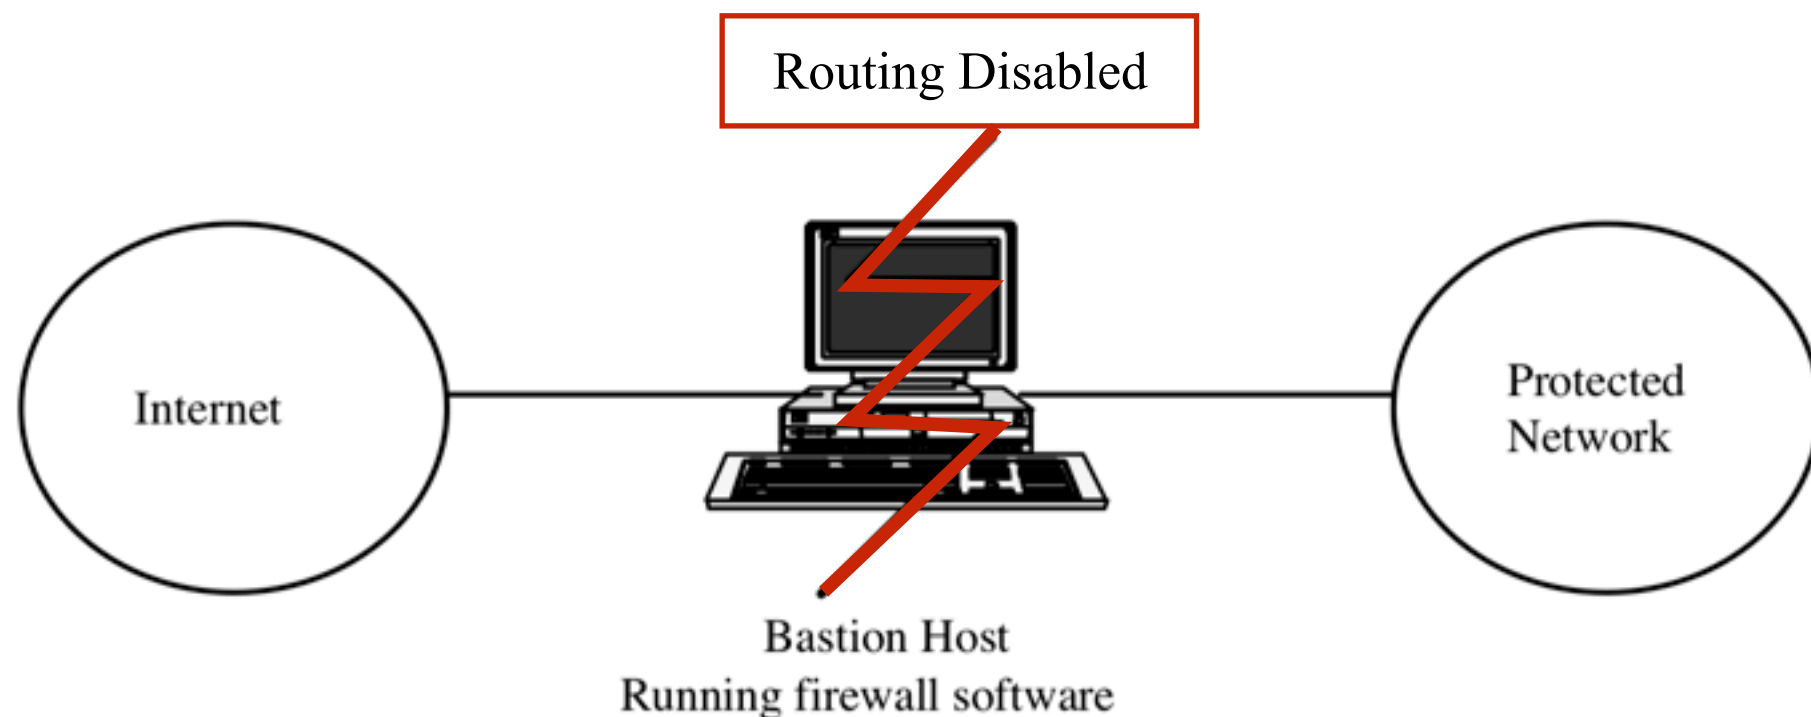 Routing Disabled
Internet
Protected
Network
Bastion Host
Running firewall software